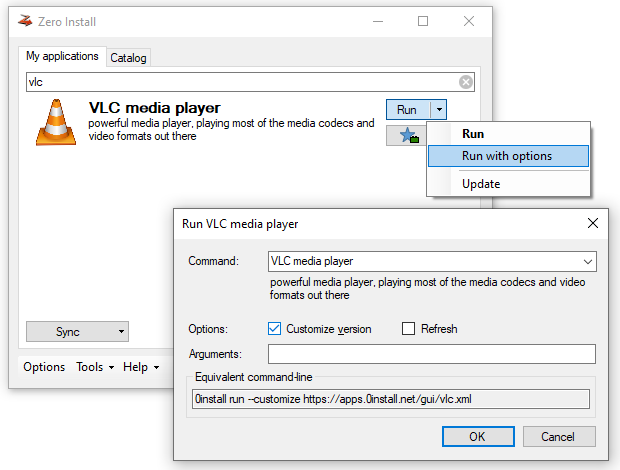 Zero Install
My applications
Catalog
vlc
VLC media player
powerful media player, playing most of the media codecs and
video formats out there
Run
Run
Run with options
Update
Sync
Options Tools Help
Run VLC media player
Command: VLC media player
powerful media player, playing most of the media codecs and video
formats out there
Options: Customize version Refresh
Arguments:
Equivalent command-line
0install run --customize https://apps.0install.net/gui/vlc.xml
OK Cancel